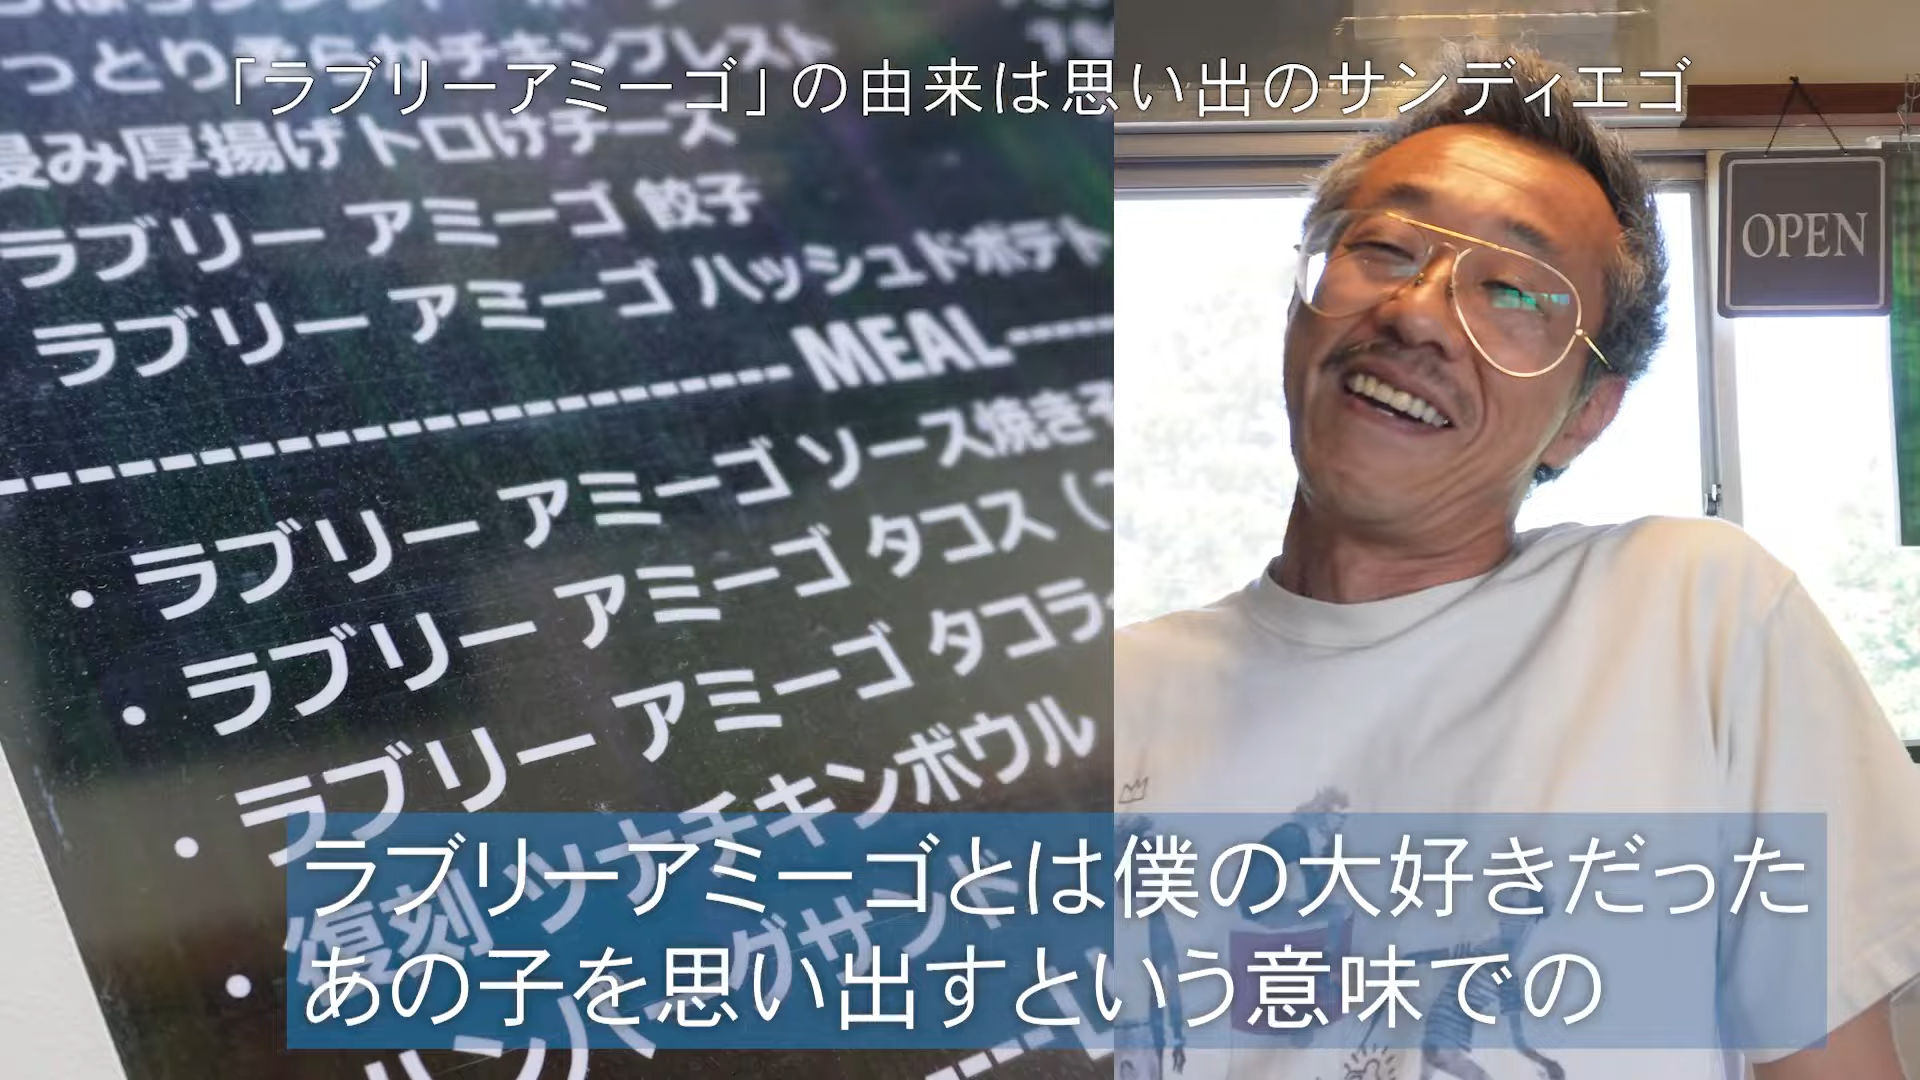 「ラブリーアミーゴ」の由来は思い出のサンディエゴ
とり柔らかチキンブレスト
み厚揚げトロけチーズ
ラブリー アミーゴ 餃子
ラブリー アミーゴ ハッシュドポテト
MEAL
・ラブリー アミーゴ ソース焼き
・ラブリー アミーゴ タコス
・ラブリー アミーゴ タコラ
・復刻 ツナチキンボウル
OPEN
ラブリーアミーゴとは僕の大好きだった
あの子を思い出すという意味での